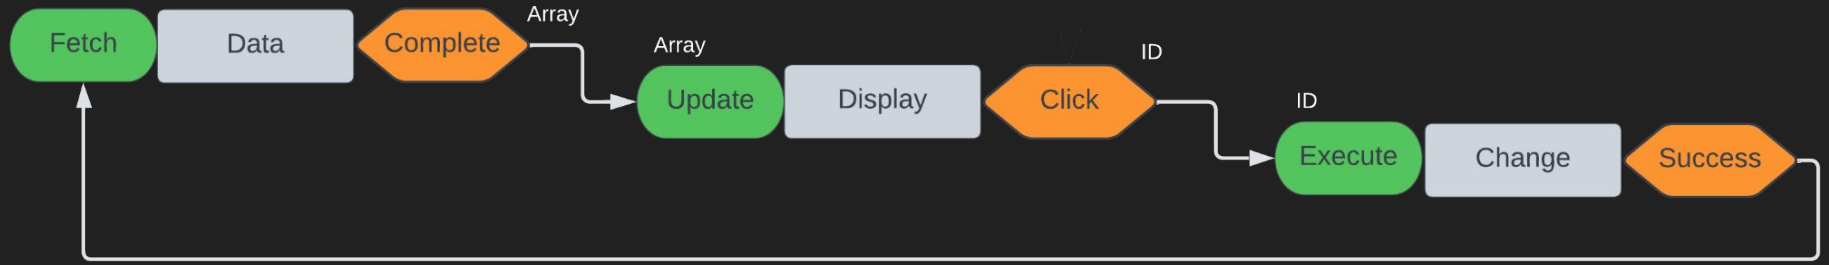 Fetch
Data
Complete
Array
Array
Update
Display
Click
ID
ID
Execute
Change
Success